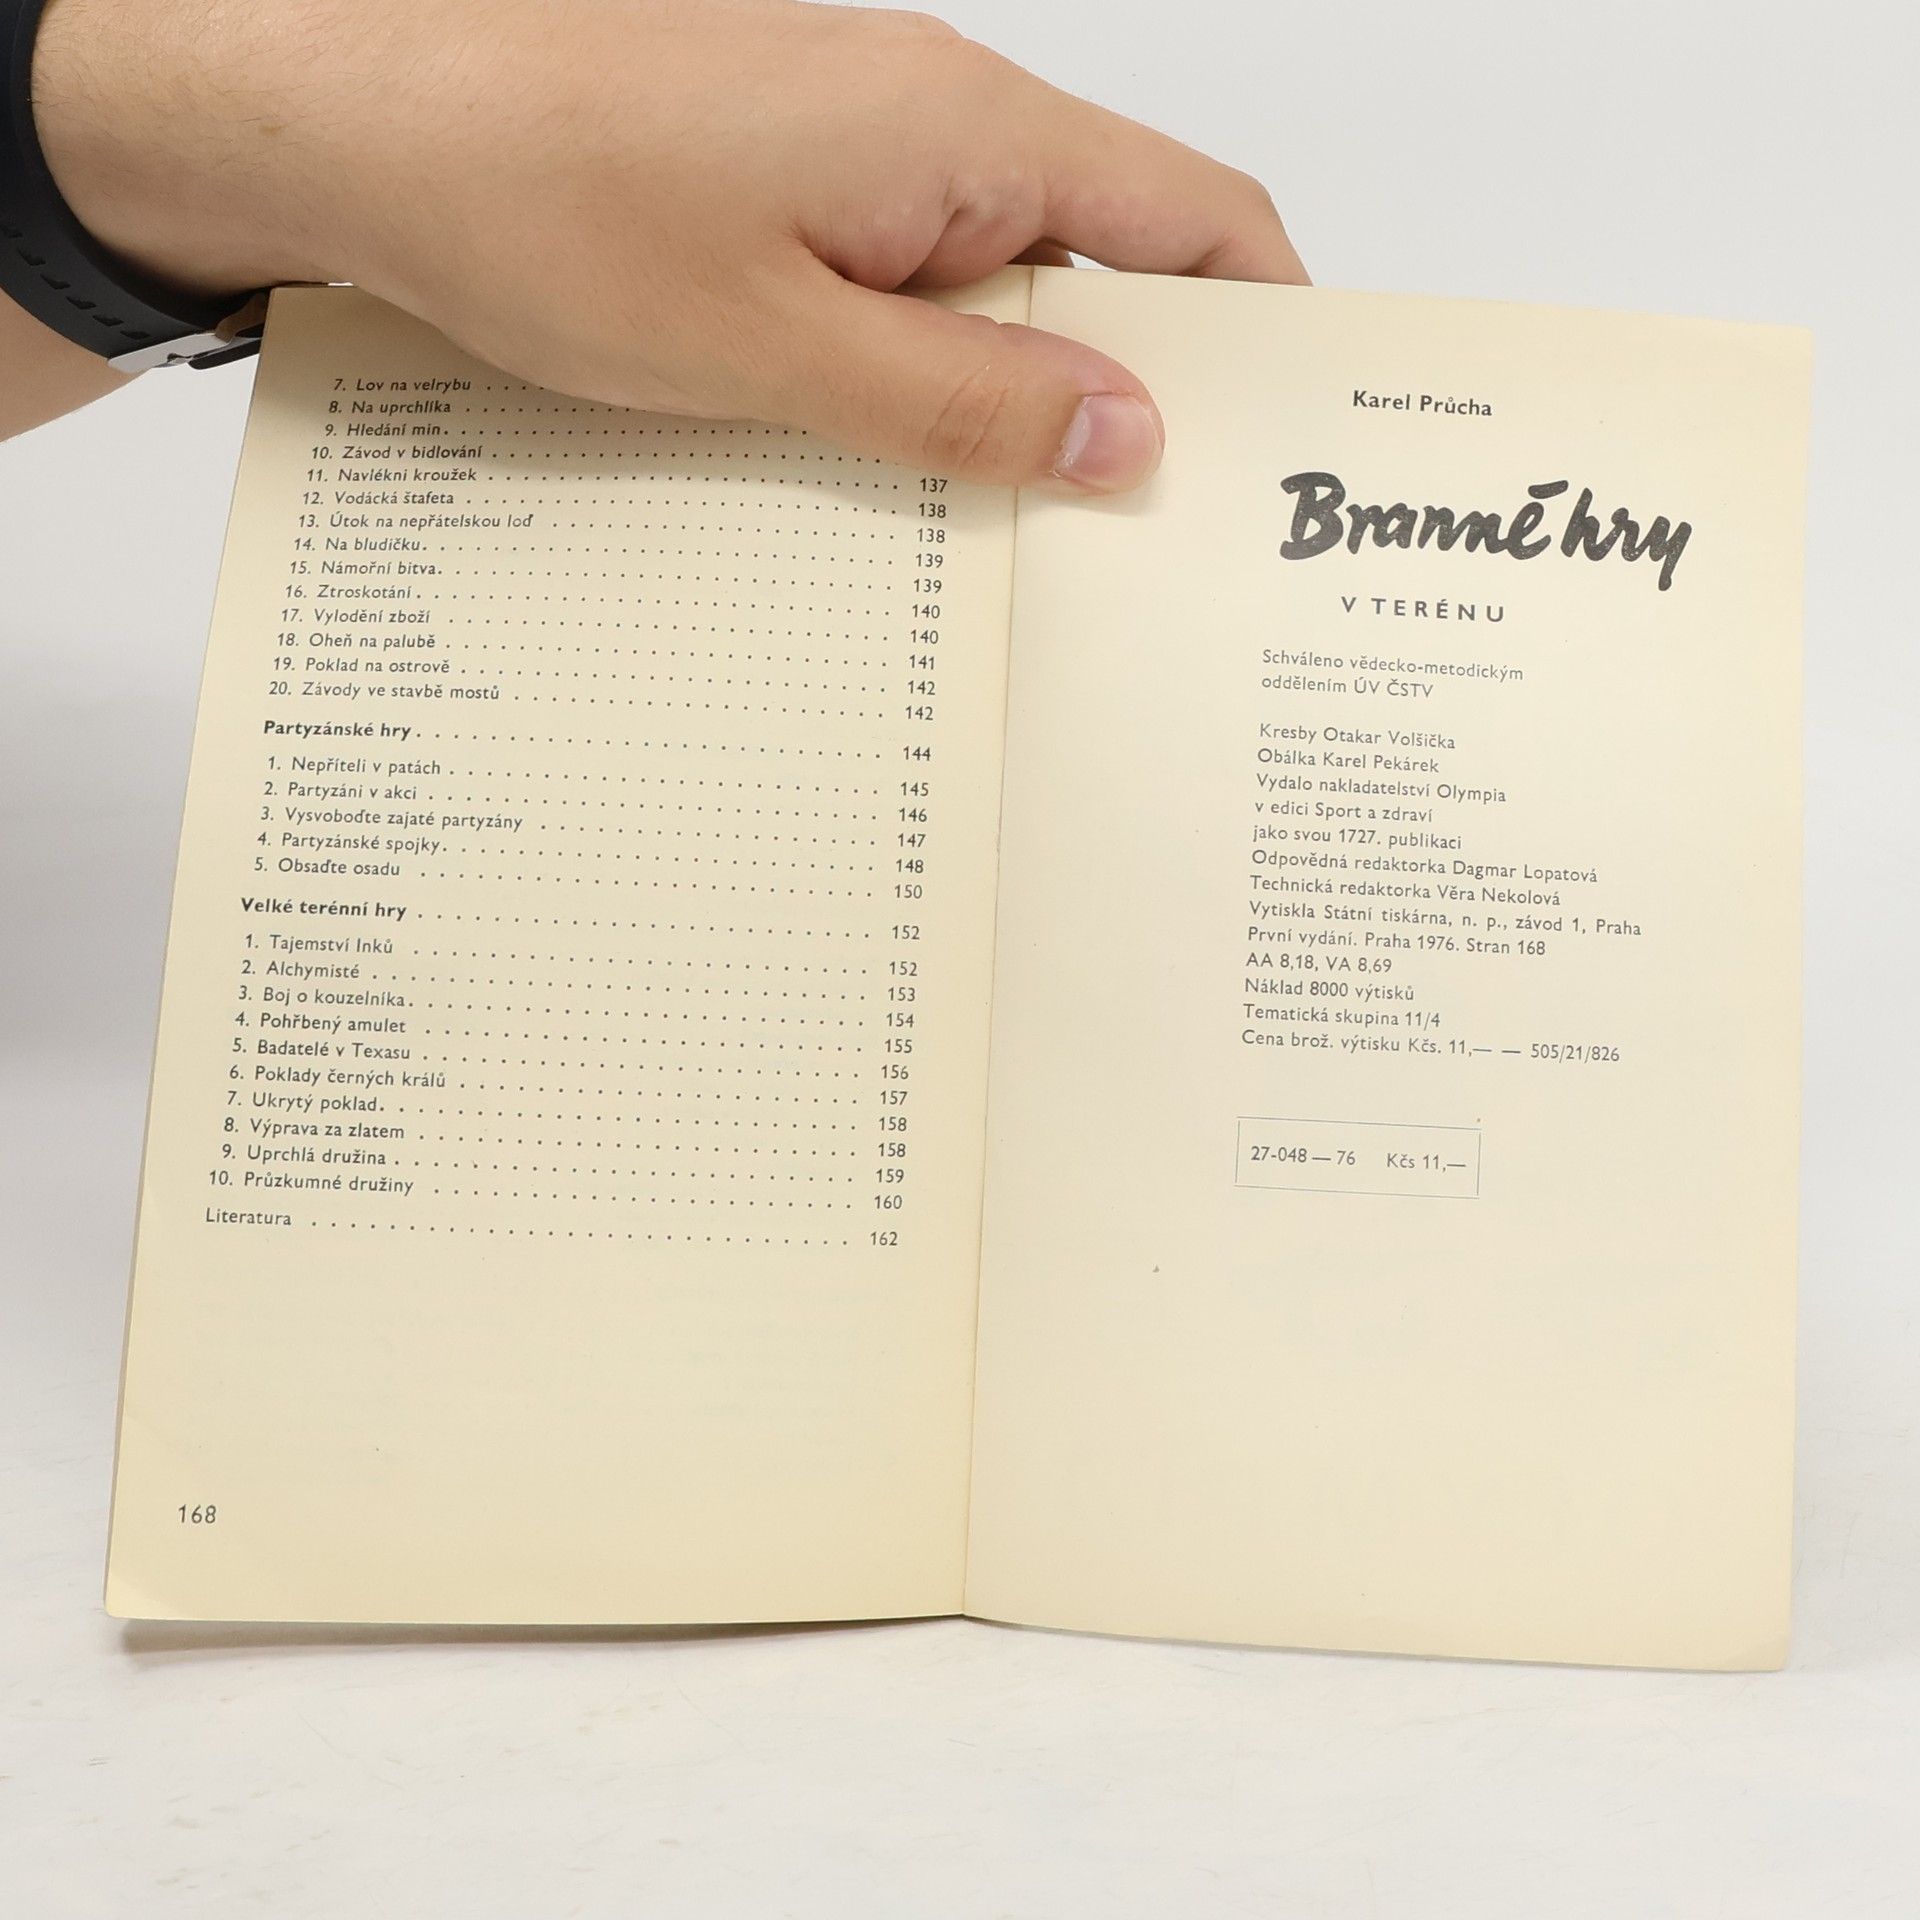 7. Lov na velrybu . . . .
8. Na uprchlíka . . . . . . . . .
9. Hledání min . . . . . . . . . . . . . . . . . . .
10. Závod v bidlování . . . . . . . . . . . . . . . . . . .
11. Navlékni kroužek . . . . . . . . . . . . . . . . . . . 137
12. Vodácká štafeta . . . . . . . . . . . . . . . . . . . 138
13. Útok na nepřátelskou loď . . . . . . . . . . . . . . . . 138
14. Na bludičku . . . . . . . . . . . . . . . . . . . . . 139
15. Námořní bitva . . . . . . . . . . . . . . . . . . . . 139
16. Ztroskotání . . . . . . . . . . . . . . . . . . . . . 140
17. Vylodění zboží . . . . . . . . . . . . . . . . . . . 140
18. Oheň na palubě . . . . . . . . . . . . . . . . . . . 141
19. Poklad na ostrově . . . . . . . . . . . . . . . . . . 142
20. Závody ve stavbě mostů . . . . . . . . . . . . . . . . 142
Partyzánské hry . . . . . . . . . . . . . . . . . . . . . 144
1. Nepříteli v patách . . . . . . . . . . . . . . . . . . . 145
2. Partyzáni v akci . . . . . . . . . . . . . . . . . . . . 146
3. Vysvoboďte zajaté partyzány . . . . . . . . . . . . . . 147
4. Partyzánské spojky . . . . . . . . . . . . . . . . . . . 148
5. Obsaďte osadu . . . . . . . . . . . . . . . . . . . . 150
Velké terénní hry . . . . . . . . . . . . . . . . . . . . 152
1. Tajemství Inků . . . . . . . . . . . . . . . . . . . . 152
2. Alchymisté . . . . . . . . . . . . . . . . . . . . . . 153
3. Boj o kouzelníka . . . . . . . . . . . . . . . . . . . . 154
4. Pohřbený amulet . . . . . . . . . . . . . . . . . . . 155
5. Badatelé v Texasu . . . . . . . . . . . . . . . . . . . 156
6. Poklady černých králů . . . . . . . . . . . . . . . . . 157
7. Ukrytý poklad . . . . . . . . . . . . . . . . . . . . . 158
8. Výprava za zlatem . . . . . . . . . . . . . . . . . . . 158
9. Uprchlá družina . . . . . . . . . . . . . . . . . . . . 159
10. Průzkumné družiny . . . . . . . . . . . . . . . . . . 160
Literatura . . . . . . . . . . . . . . . . . . . . . . . 162
168
Karel Průcha
Branné hry
V TERÉNU
Schváleno vědecko-metodickým
oddělením ÚV ČSTV
Kresby Otakar Volšička
Obálka Karel Pekárek
Vydalo nakladatelství Olympia
v edici Sport a zdraví
jako svou 1727. publikaci
Odpovědná redaktorka Dagmar Lopatová
Technická redaktorka Věra Nekolová
Vytiskla Státní tiskárna, n. p., závod 1, Praha
První vydání. Praha 1976. Stran 168
AA 8,18, VA 8,69
Náklad 8000 výtisků
Tematická skupina 11/4
Cena brož. výtisku Kčs. 11,— — 505/21/826
27-048 — 76 Kčs 11,—